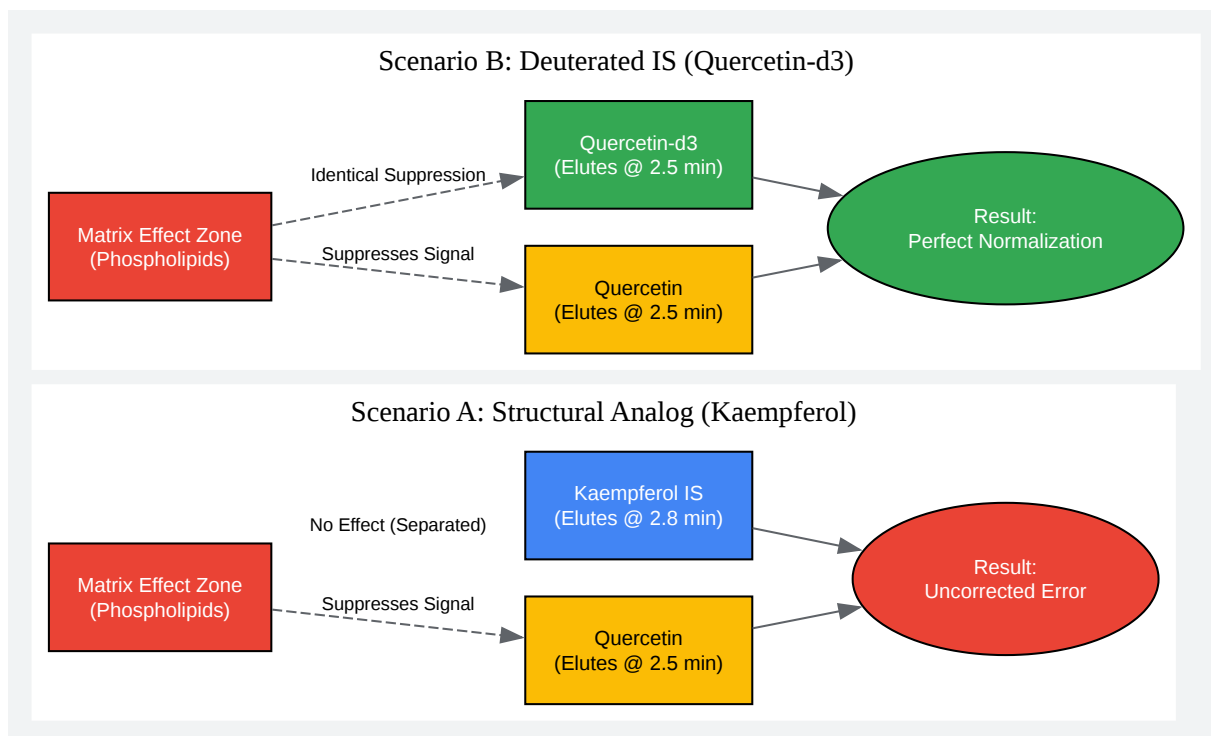 Scenario B: Deuterated IS (Quercetin-d3)
Quercetin-d3
(Elutes @ 2.5 min)
Identical Suppression
Matrix Effect Zone
(Phospholipids)
Suppresses Signal
Quercetin
(Elutes @ 2.5 min)
Result:
Perfect Normalization
Scenario A: Structural Analog (Kaempferol)
Kaempferol IS
(Elutes @ 2.8 min)
No Effect (Separated)
Matrix Effect Zone
(Phospholipids)
Suppresses Signal
Quercetin
(Elutes @ 2.5 min)
Result:
Uncorrected Error